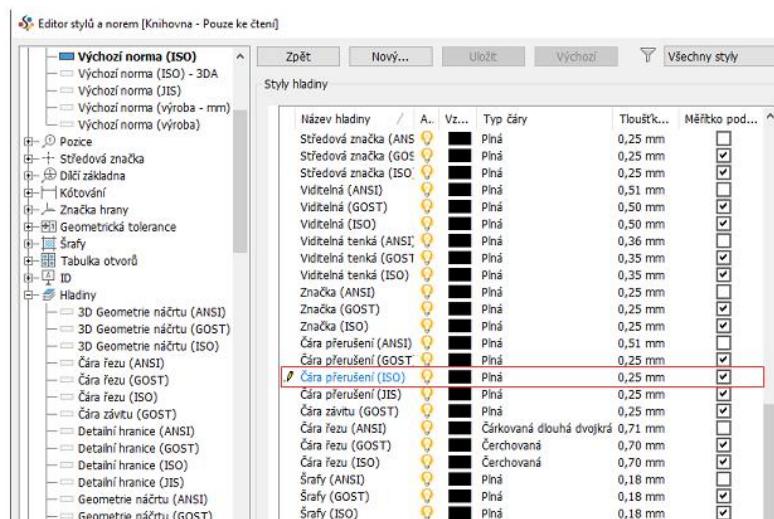 Editor stylů a norem [Knihovna - Pouze ke čtení]
Výchozí norma (ISO)
Výchozí norma (ISO) - 3DA
Výchozí norma (JIS)
Výchozí norma (výroba - mm)
Výchozí norma (výroba)
Pozice
Středová značka
Dílčí základna
Kótování
Značka hrany
Geometrická tolerance
Šrafy
Tabulka otvorů
ID
Hladiny
3D Geometrie náčrtu (ANSI)
3D Geometrie náčrtu (GOST)
3D Geometrie náčrtu (ISO)
Čára řezu (ANSI)
Čára řezu (GOST)
Čára řezu (ISO)
Čára závitu (GOST)
Detailní hranice (ANSI)
Detailní hranice (GOST)
Detailní hranice (ISO)
Detailní hranice (JIS)
Geometrie náčrtu (ANSI)
Geometrie náčrtu (GOST)
Zpět Nový... Uložit Výchozí Všechny styly
Styly hladiny
Název hladiny / A.. Vz... Typ čáry Tloušťk... Měřítko pod...
Středová značka (ANS Plná 0,25 mm
Středová značka (GOS Plná 0,25 mm
Středová značka (ISO Plná 0,25 mm
Viditelná (ANSI) Plná 0,51 mm
Viditelná (GOST) Plná 0,50 mm
Viditelná (ISO) Plná 0,50 mm
Viditelná tenká (ANSI) Plná 0,36 mm
Viditelná tenká (GOST Plná 0,35 mm
Viditelná tenká (ISO) Plná 0,35 mm
Značka (ANSI) Plná 0,25 mm
Značka (GOST) Plná 0,25 mm
Značka (ISO) Plná 0,25 mm
Čára přerušení (ANSI) Plná 0,51 mm
Čára přerušení (GOST Plná 0,25 mm
Čára přerušení (ISO) Plná 0,25 mm
Čára přerušení (JIS) Plná 0,25 mm
Čára závitu (GOST) Plná 0,25 mm
Čára řezu (ANSI) Čárkovaná dlouhá dvojkrá 0,71 mm
Čára řezu (GOST) Čerchovaná 0,70 mm
Čára řezu (ISO) Čerchovaná 0,70 mm
Šrafy (ANSI) Plná 0,18 mm
Šrafy (GOST) Plná 0,18 mm
Šrafy (ISO) Plná 0,18 mm